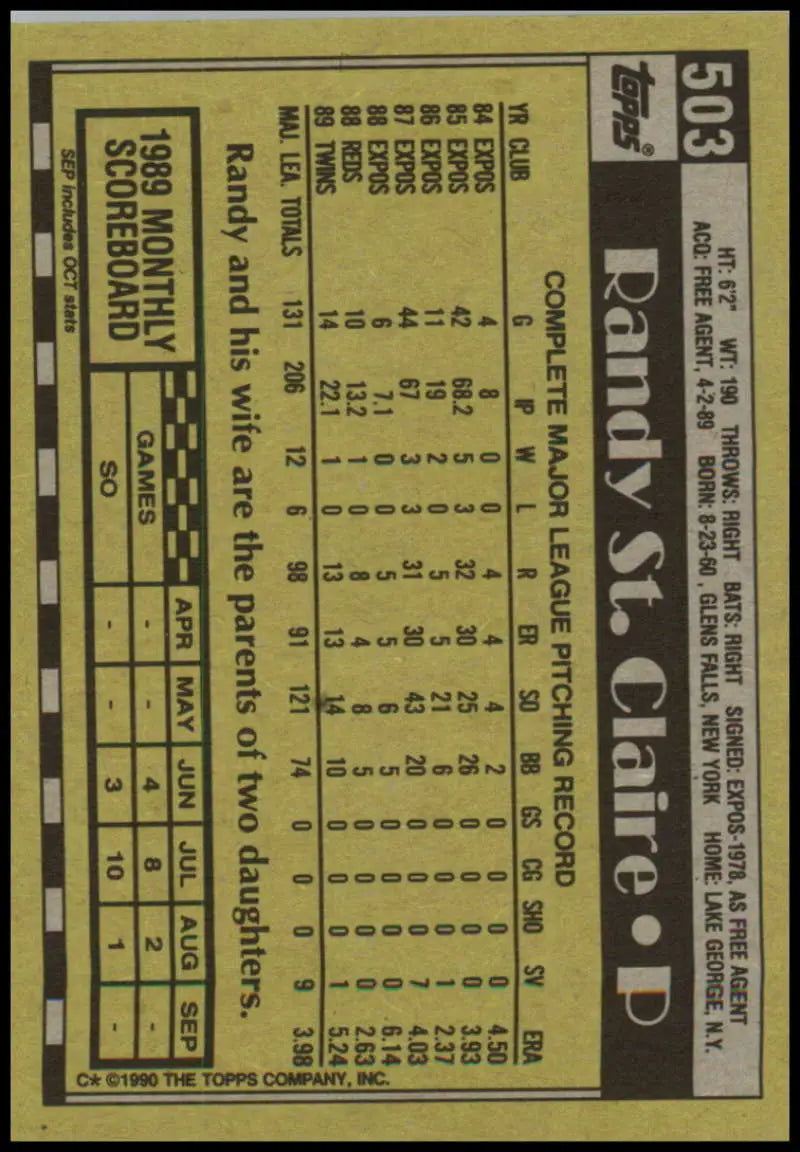 503
HT: 6'2" WT: 190 THROWS: RIGHT BATS: RIGHT SIGNED: EXPOS-1978, AS FREE AGENT
ACQ: FREE AGENT, 4-2-89 BORN: 8-23-60, GLENS FALLS, NEW YORK HOME: LAKE GEORGE, N.Y.
Topps® Randy St. Claire • P
COMPLETE MAJOR LEAGUE PITCHING RECORD
YR CLUB G IP W L R ER SO BB GS CG SHO SV ERA
84 EXPOS 4 8 0 0 4 4 4 2 0 0 0 0 4.50
85 EXPOS 42 68.2 5 3 32 30 25 26 0 0 0 0 3.93
86 EXPOS 11 19 2 0 5 5 21 6 0 0 0 1 2.37
87 EXPOS 44 67 3 3 31 30 43 20 0 0 0 7 4.03
88 EXPOS 6 7.1 0 0 5 5 6 5 0 0 0 0 6.14
88 REDS 10 13.2 1 0 8 4 8 5 0 0 0 0 2.63
89 TWINS 14 22.1 1 0 13 13 14 10 0 0 0 1 5.24
MAJ. LEA. TOTALS 131 206 12 6 98 91 121 74 0 0 0 9 3.98
Randy and his wife are the parents of two daughters.
1989 MONTHLY
SCOREBOARD
APR MAY JUN JUL AUG SEP
GAMES - - 4 8 2 -
SO - - 3 10 1 -
SEP includes OCT stats
C* ©1990 THE TOPPS COMPANY, INC.